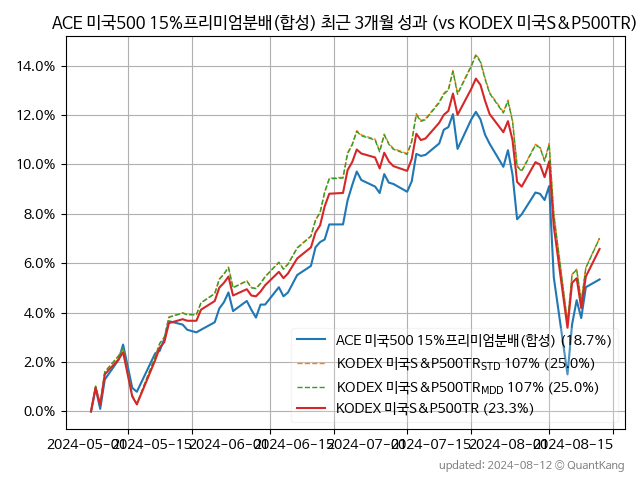 ACE 미국500 15%프리미엄분배(합성) 최근 3개월 성과 (vs KODEX 미국S&P500TR)
14.0%
12.0%
10.0%
8.0%
6.0%
4.0%
2.0%
0.0%
ACE 미국500 15%프리미엄분배(합성) (18.7%)
KODEX 미국S&P500TR_STD 107% (25.0%)
KODEX 미국S&P500TR_MDD 107% (25.0%)
KODEX 미국S&P500TR (23.3%)
2024-05-01 2024-05-15 2024-06-01 2024-06-15 2024-07-01 2024-07-15 2024-08-01 2024-08-15
updated: 2024-08-12 © QuantKang